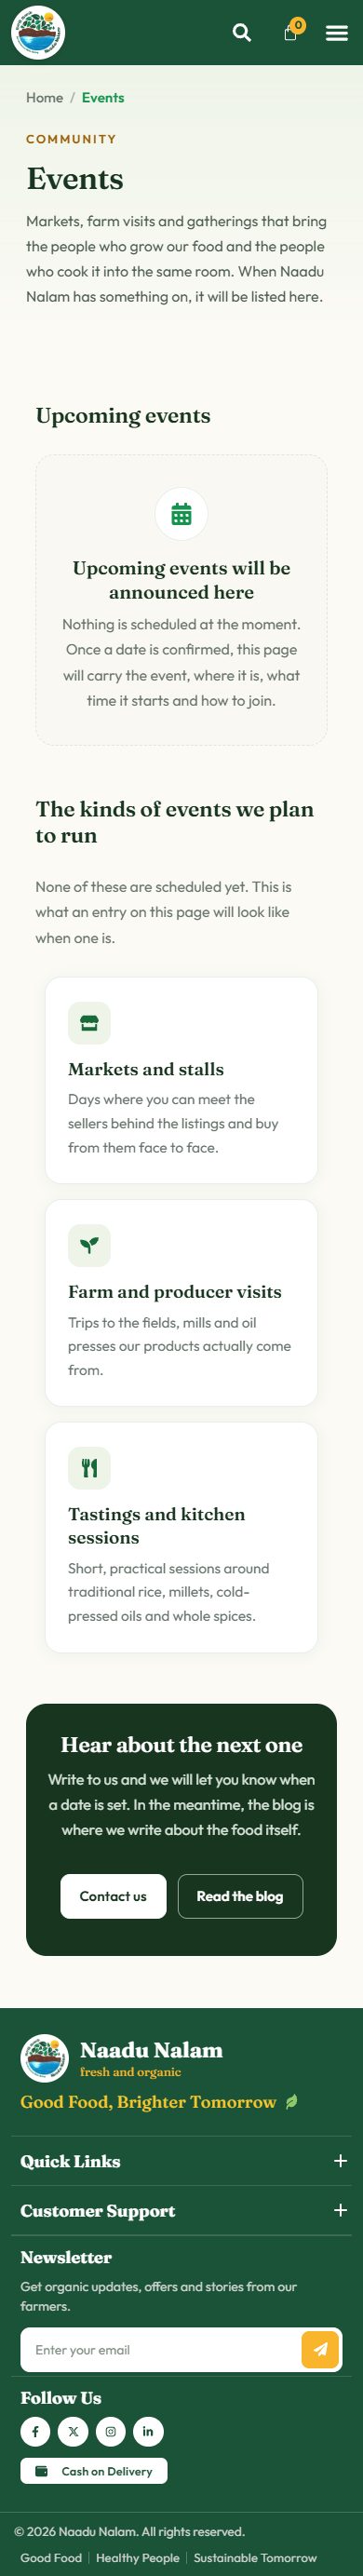 0
Home / Events
COMMUNITY
Events
Markets, farm visits and gatherings that bring
the people who grow our food and the people
who cook it into the same room. When Naadu
Nalam has something on, it will be listed here.
Upcoming events
Upcoming events will be
announced here
Nothing is scheduled at the moment.
Once a date is confirmed, this page
will carry the event, where it is, what
time it starts and how to join.
The kinds of events we plan
to run
None of these are scheduled yet. This is
what an entry on this page will look like
when one is.
Markets and stalls
Days where you can meet the
sellers behind the listings and buy
from them face to face.
Farm and producer visits
Trips to the fields, mills and oil
presses our products actually come
from.
Tastings and kitchen
sessions
Short, practical sessions around
traditional rice, millets, cold-
pressed oils and whole spices.
Hear about the next one
Write to us and we will let you know when
a date is set. In the meantime, the blog is
where we write about the food itself.
Contact us Read the blog
Naadu Nalam
fresh and organic
Good Food, Brighter Tomorrow
Quick Links
Customer Support
Newsletter
Get organic updates, offers and stories from our
farmers.
Enter your email
Follow Us
Cash on Delivery
© 2026 Naadu Nalam. All rights reserved.
Good Food | Healthy People | Sustainable Tomorrow